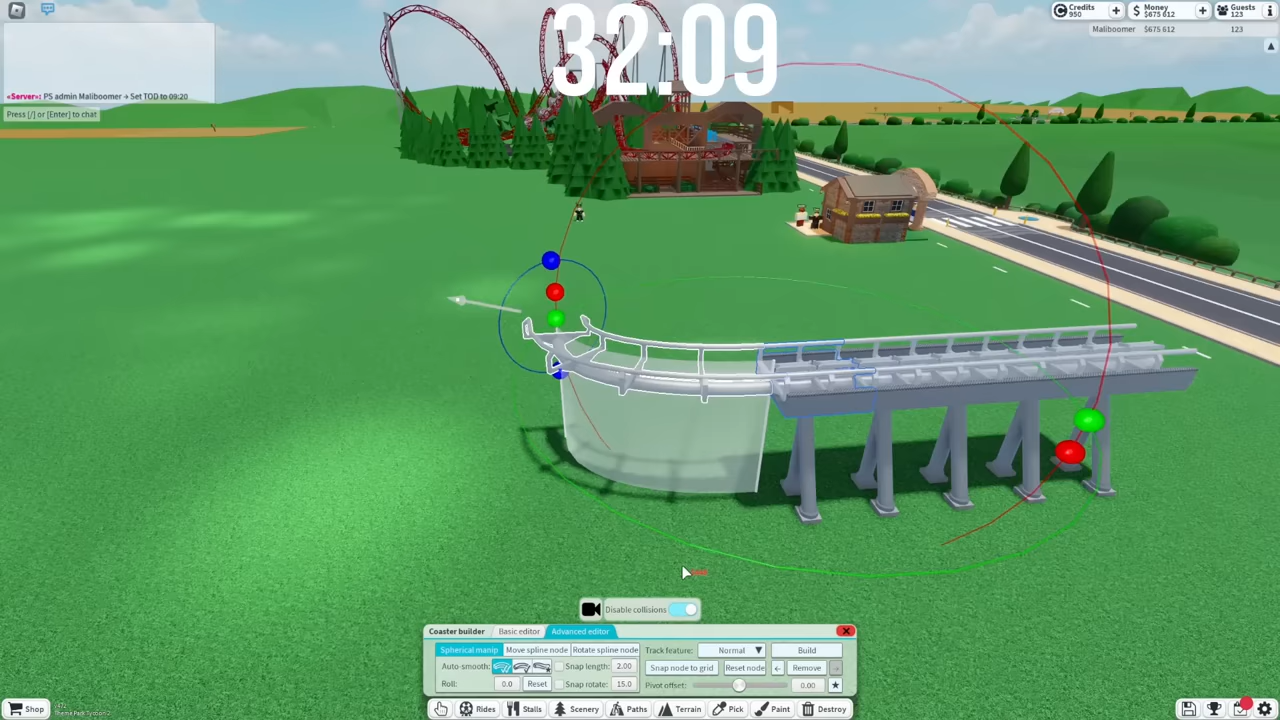 32:09
Credits
950
+
Money
$675 612
+
Guests
123
Maliboomer $675 612 123
«Server»: PS admin Maliboomer → Set TOD to 09:20
Press [/] or [Enter] to chat
Disable collisions
Coaster builder Basic editor Advanced editor X
Spherical manip Move spline node Rotate spline node Track feature: Normal ▼ Build
Auto-smooth: Snap length: 2.00 Snap node to grid Reset node ← Remove →
Roll: 0.0 Reset Snap rotate: 15.0 Pivot offset: 0.00 ★
Shop
Theme Park Tycoon 2
Rides Stalls Scenery Paths Terrain Pick Paint Destroy